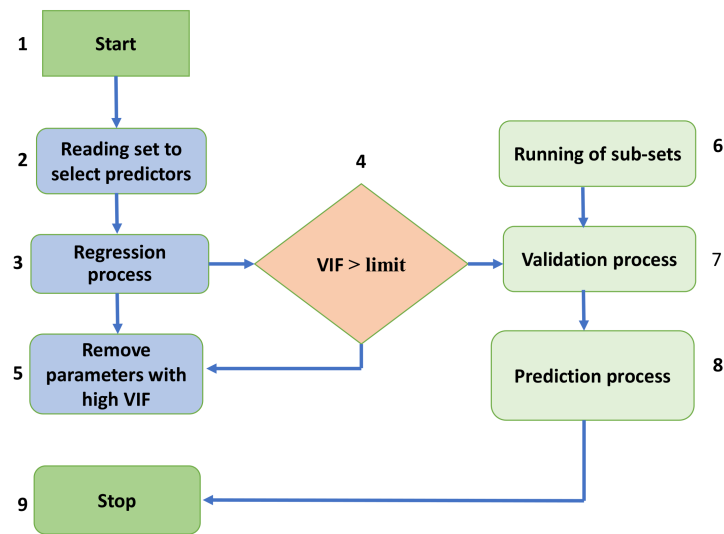 1
Start
2
Reading set to
select predictors
3
Regression
process
4
VIF > limit
5
Remove
parameters with
high VIF
6
Running of sub-sets
7
Validation process
8
Prediction process
9
Stop